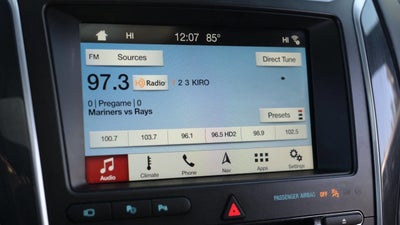 HI 12:07 85° HI
FM Sources Direct Tune
97.3 HD Radio 1 2 3 KIRO
0 | Pregame | 0
Mariners vs Rays
Presets
100.7 103.7 96.1 96.5 HD2 98.9 102.5
Audio Climate Phone Nav Apps Settings
PASSENGER AIRBAG OFF